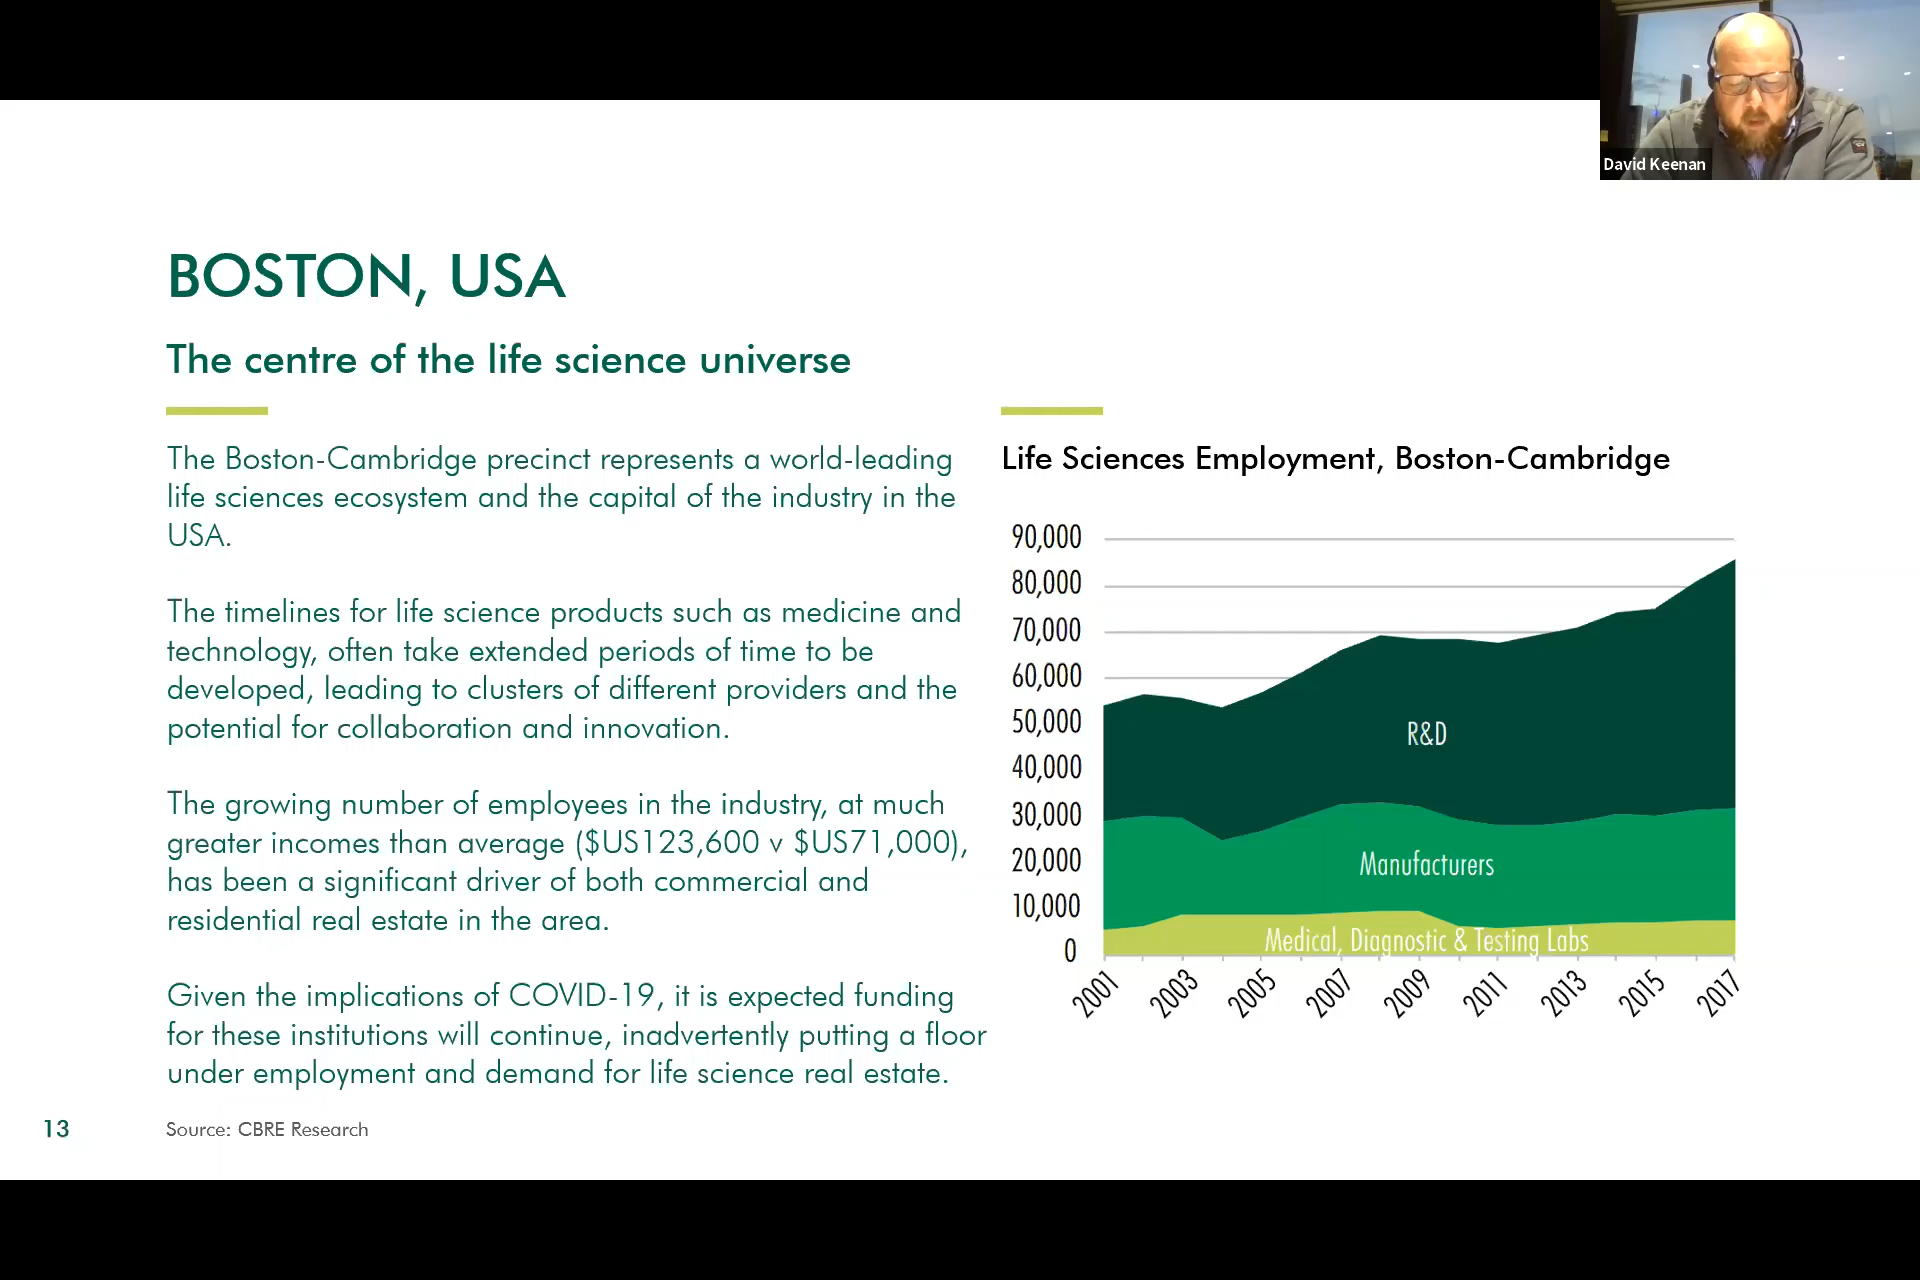 David Keenan
BOSTON, USA
The centre of the life science universe
The Boston-Cambridge precinct represents a world-leading
life sciences ecosystem and the capital of the industry in the
USA.
The timelines for life science products such as medicine and
technology, often take extended periods of time to be
developed, leading to clusters of different providers and the
potential for collaboration and innovation.
The growing number of employees in the industry, at much
greater incomes than average ($US123,600 v $US71,000),
has been a significant driver of both commercial and
residential real estate in the area.
Given the implications of COVID-19, it is expected funding
for these institutions will continue, inadvertently putting a floor
under employment and demand for life science real estate.
Life Sciences Employment, Boston-Cambridge
90,000
80,000
70,000
60,000
50,000
40,000
30,000
20,000
10,000
0
R&D
Manufacturers
Medical, Diagnostic & Testing Labs
2001 2003 2005 2007 2009 2011 2013 2015 2017
13
Source: CBRE Research